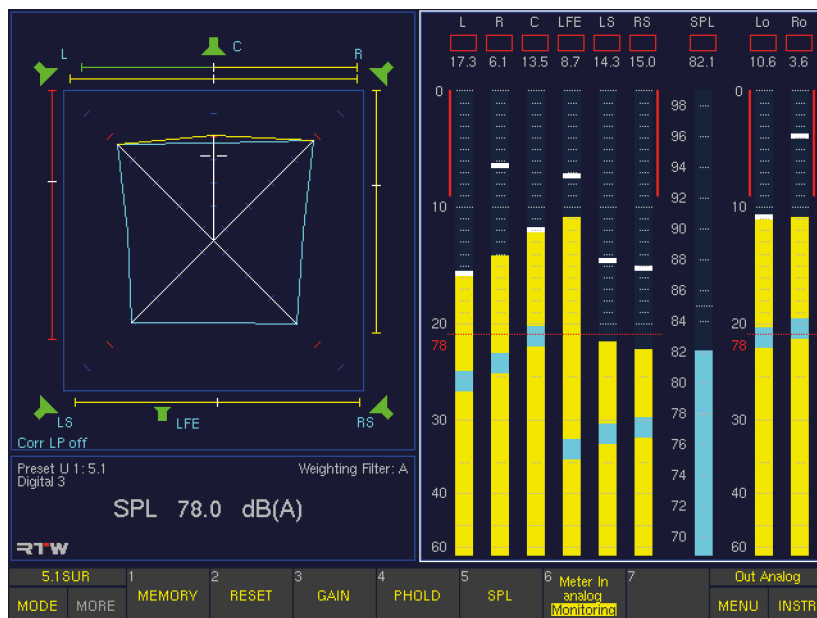 L R C LFE LS RS SPL Lo Ro
17.3 6.1 13.5 8.7 14.3 15.0 82.1 10.6 3.6
C
L R
LS LFE RS
Corr LP off
0 10 20 78 30 40 60
98 96 94 92 90 88 86 84 82 80 78 76 74 72 70
0 10 20 78 30 40 60
Preset U 1: 5.1 Weighting Filter: A
Digital 3
SPL 78.0 dB(A)
RTW
5.1SUR 1 2 3 4 5 6 7 Out Analog
MODE MORE MEMORY RESET GAIN PHOLD SPL MENU INSTR
Meter In
analog
Monitoring